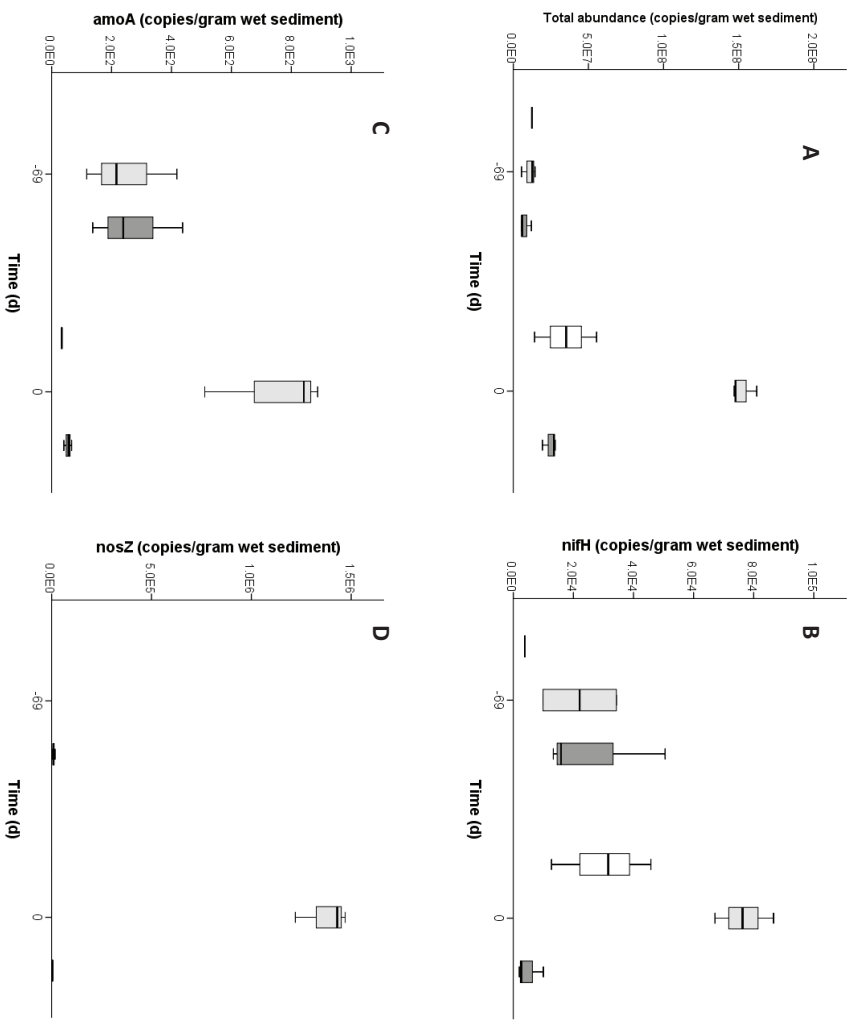 A
Total abundance (copies/gram wet sediment)
2.0E8
1.5E8
1.0E8
5.0E7
0.0E0
-69
0
Time (d)
B
nifH (copies/gram wet sediment)
1.0E5
8.0E4
6.0E4
4.0E4
2.0E4
0.0E0
-69
0
Time (d)
C
amoA (copies/gram wet sediment)
1.0E3
8.0E2
6.0E2
4.0E2
2.0E2
0.0E0
-69
0
Time (d)
D
nosZ (copies/gram wet sediment)
1.5E6
1.0E6
5.0E5
0.0E0
-69
0
Time (d)